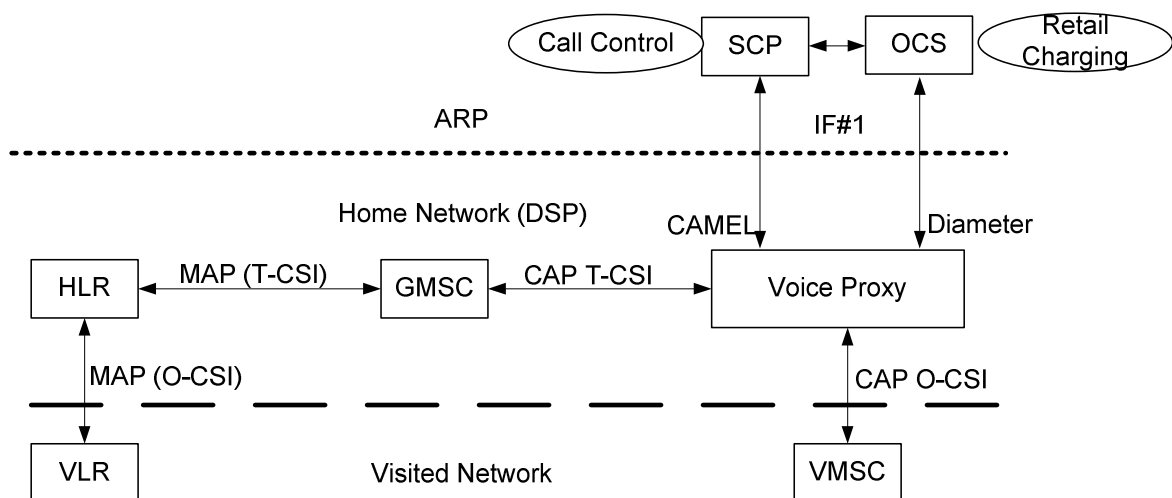 Call Control
SCP
OCS
Retail
Charging
ARP
IF#1
Home Network (DSP)
CAMEL
Diameter
HLR
MAP (T-CSI)
GMSC
CAP T-CSI
Voice Proxy
MAP (O-CSI)
CAP O-CSI
VLR
Visited Network
VMSC